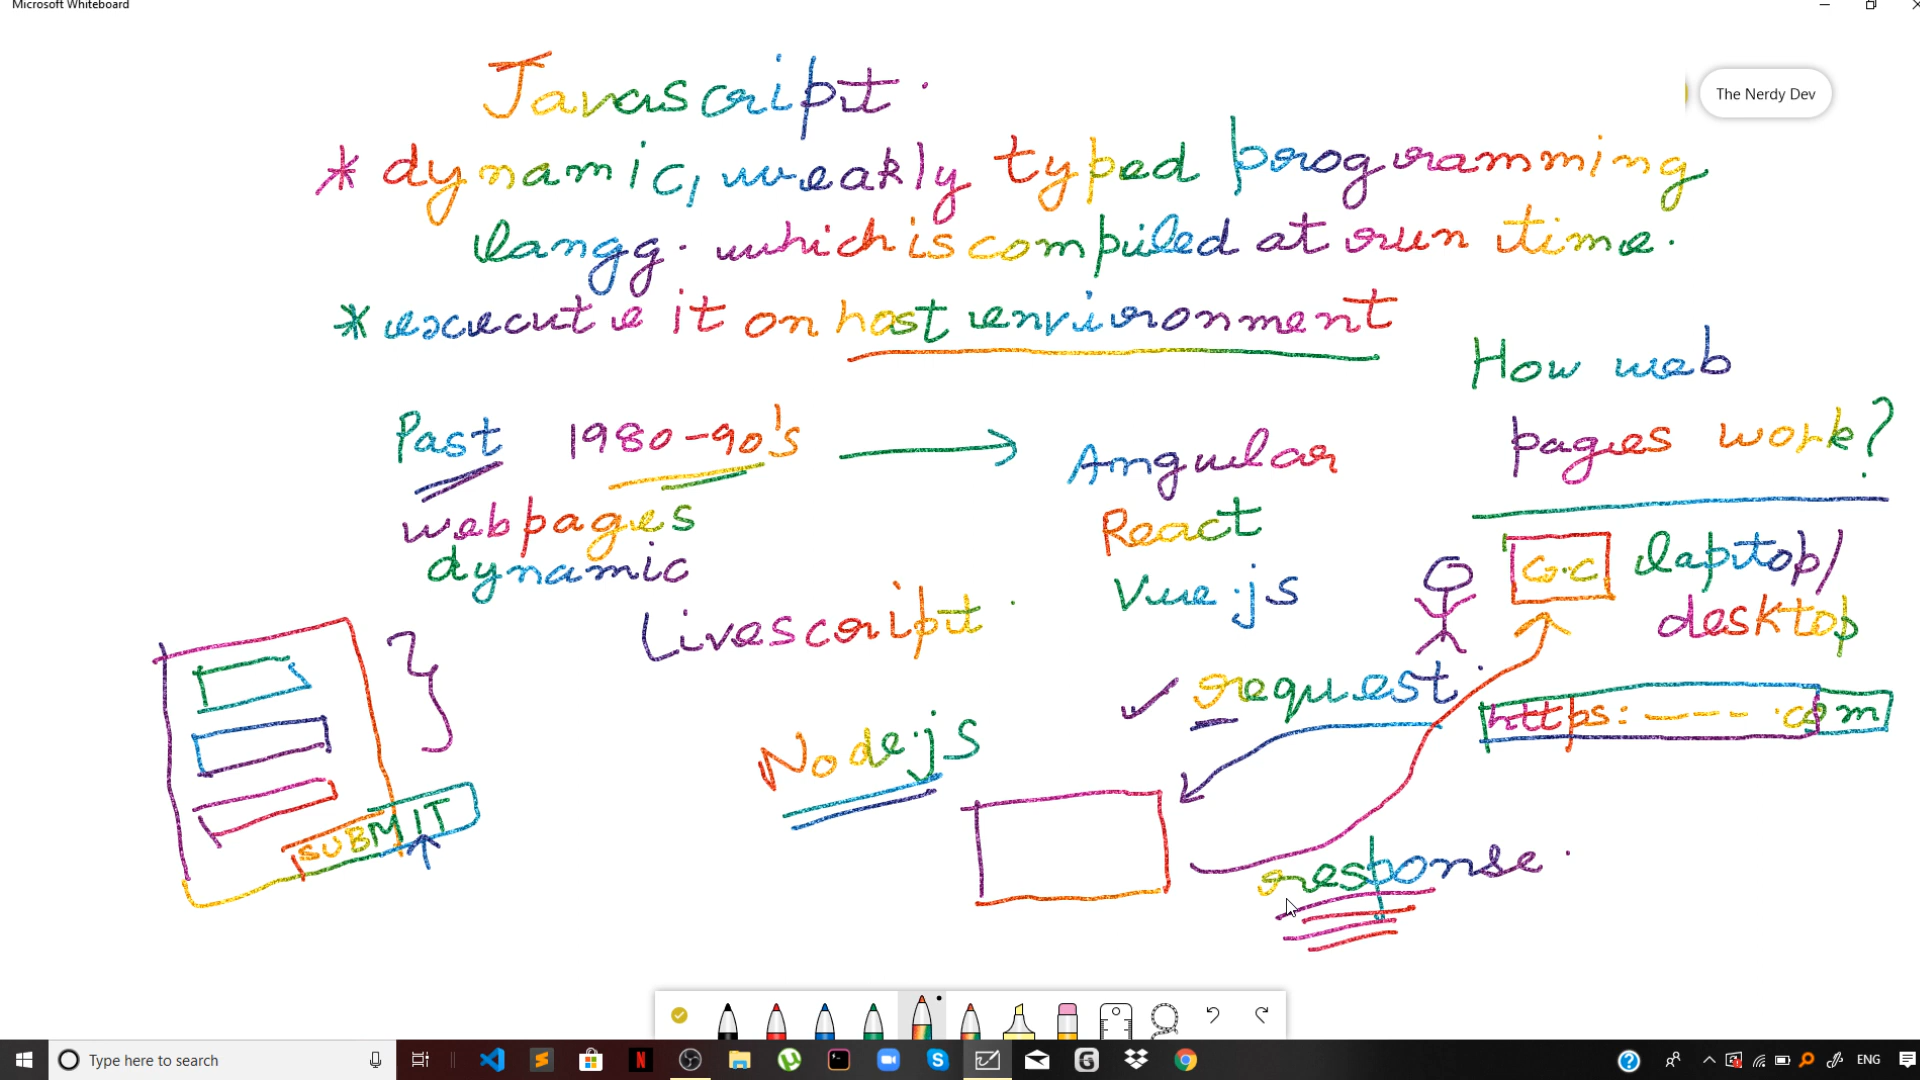 Microsoft Whiteboard
The Nerdy Dev
Javascript.
* dynamic, weakly typed programming
langg. which is compiled at run time.
* execute it on host environment
How web
pages work?
Past 1980-90's
webpages
dynamic
Angular
React
Vue.js
Livescript.
G.C
laptop/
desktop
request.
https: ---- .com
Node.js
SUBMIT
response.
Type here to search
ENG